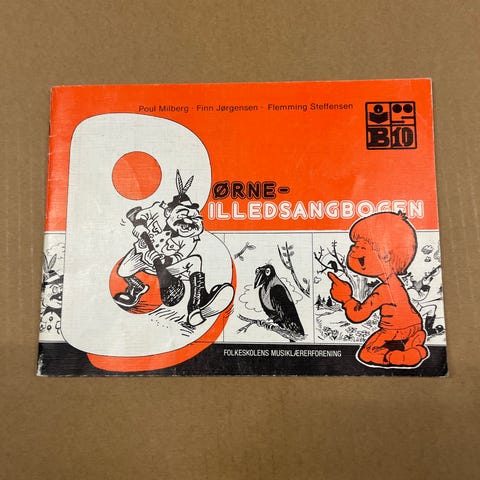 Poul Milberg · Finn Jørgensen · Flemming Steffensen
B10
BØRNE-
BILLEDSANGBOGEN
FOLKESKOLENS MUSIKLÆRERFORENING